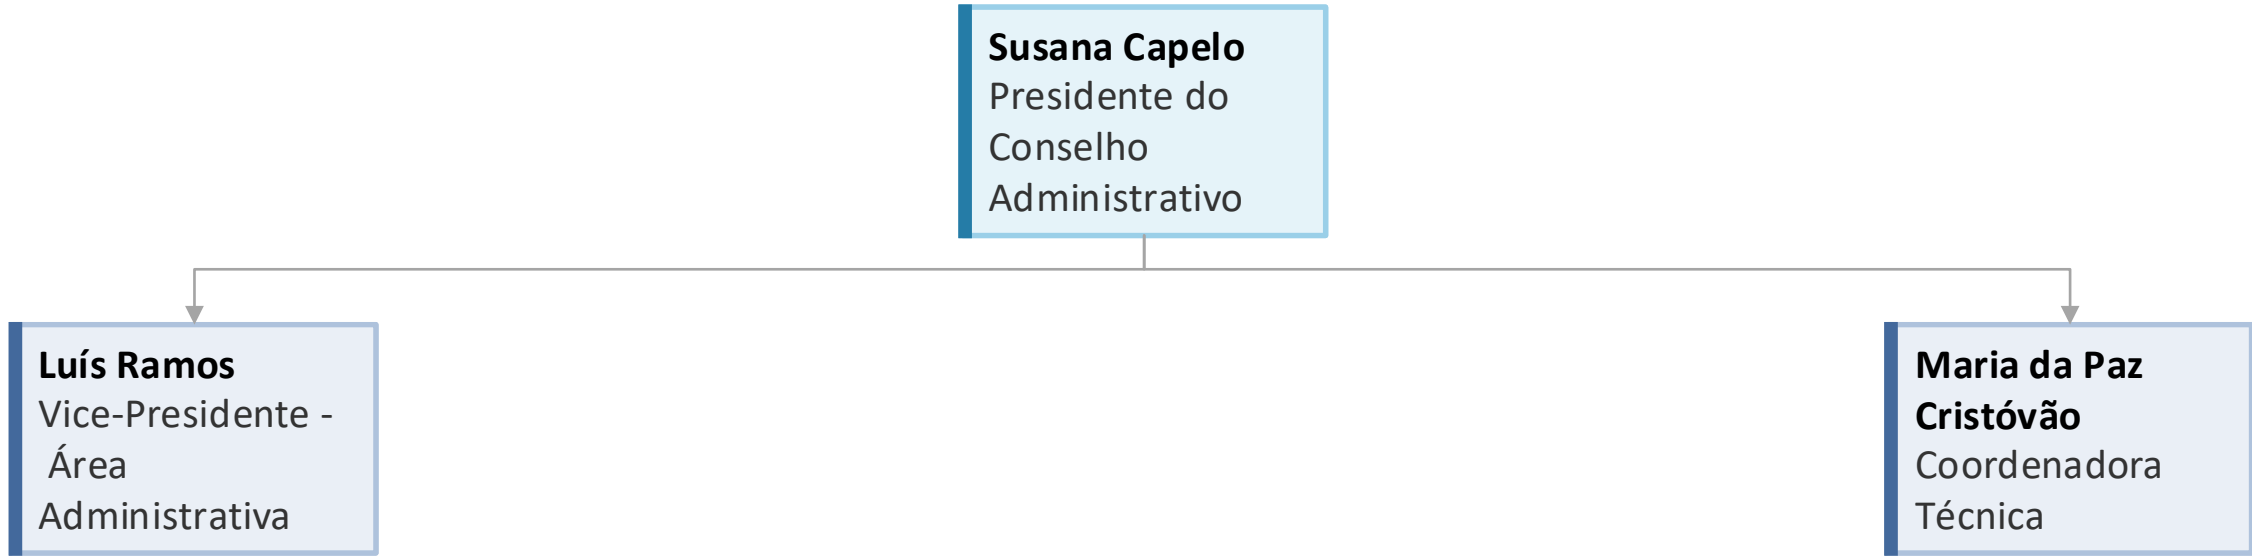 Susana Capelo
Presidente do
Conselho
Administrativo
Luís Ramos
Vice-Presidente -
Área
Administrativa
Maria da Paz
Cristóvão
Coordenadora
Técnica